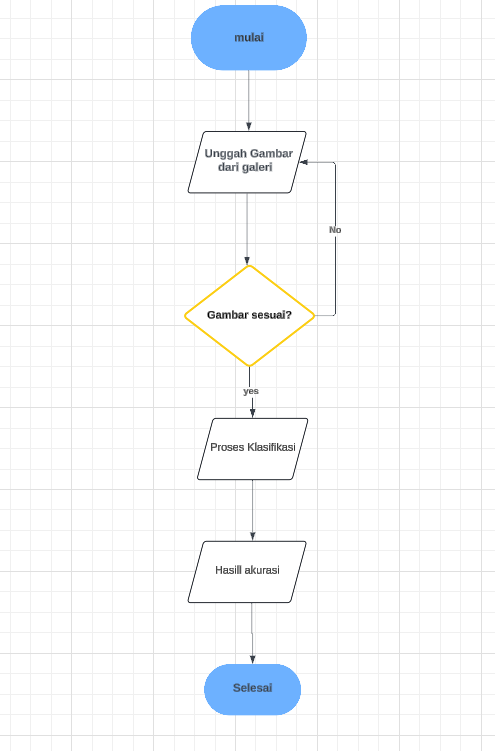 mulai
Unggah Gambar
dari galeri
No
Gambar sesuai?
yes
Proses Klasifikasi
Hasill akurasi
Selesai